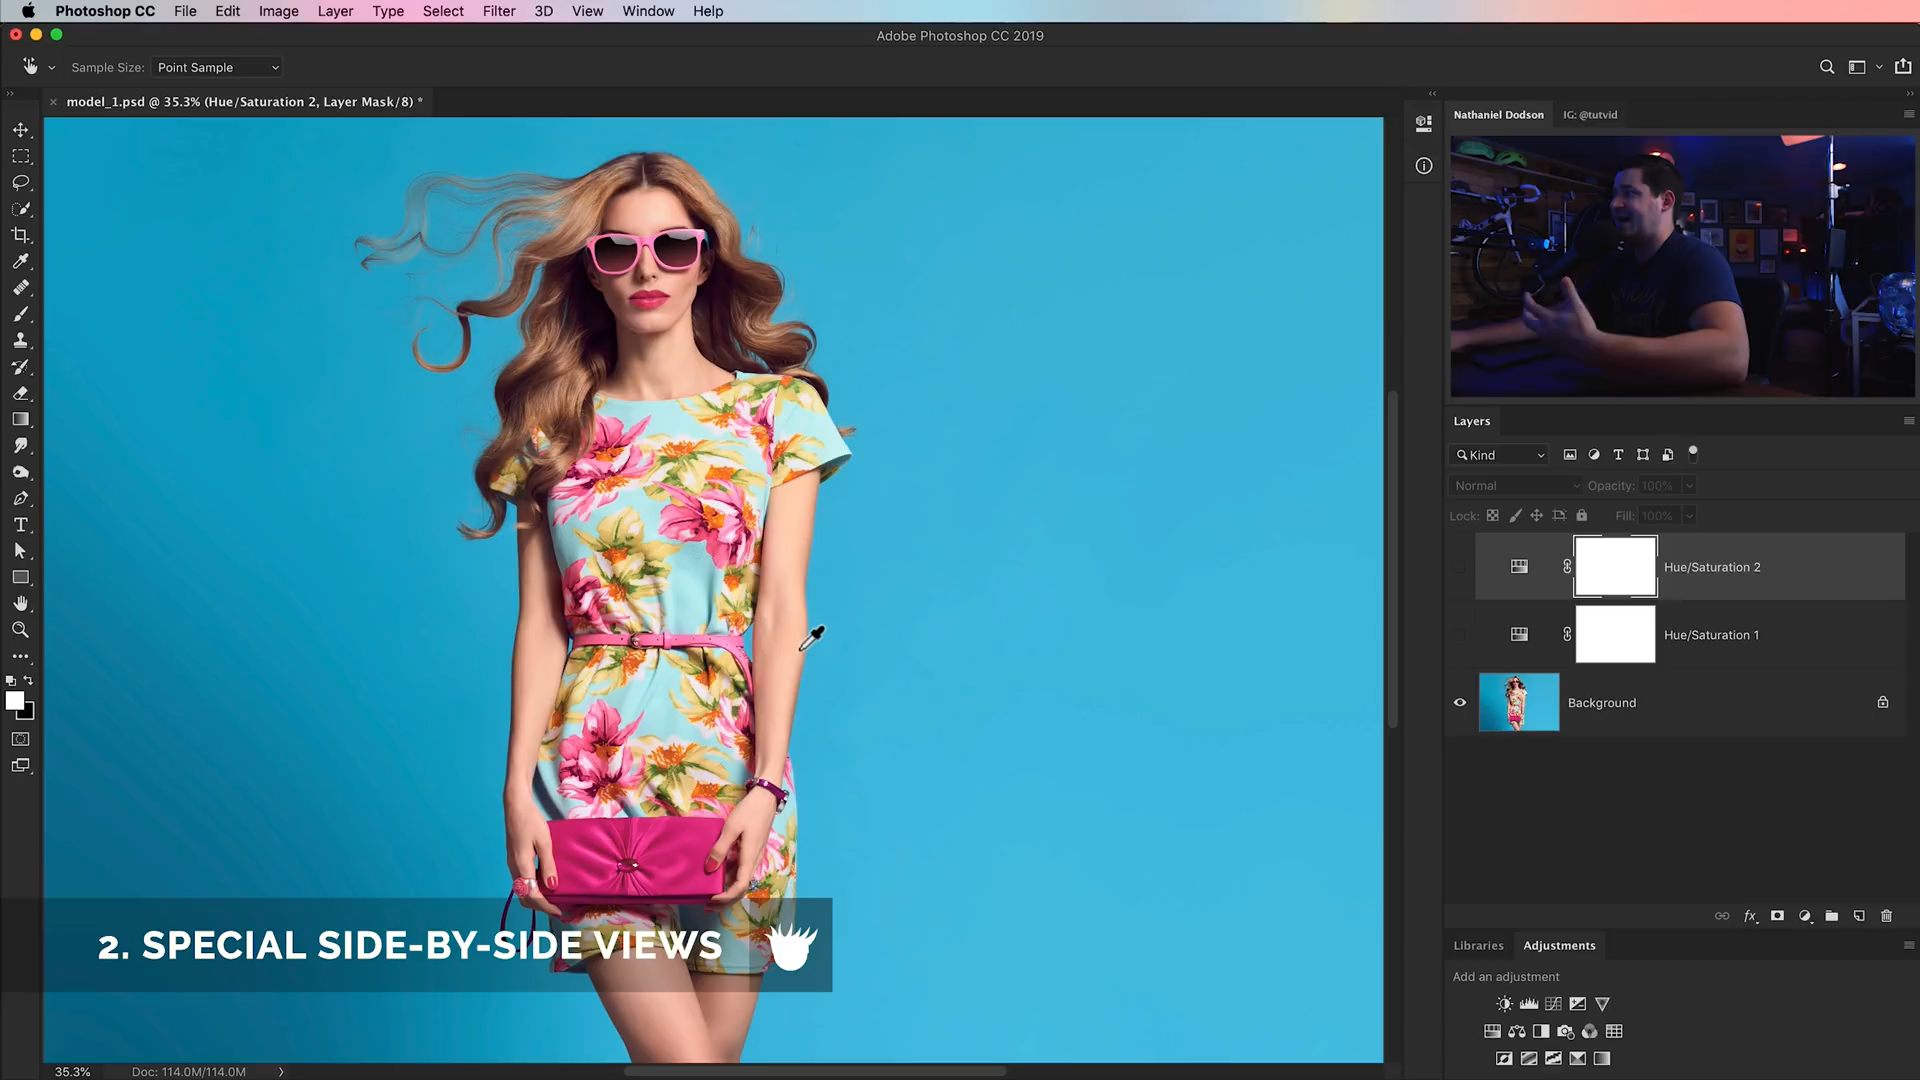 Photoshop CC File Edit Image Layer Type Select Filter 3D View Window Help
Adobe Photoshop CC 2019
Sample Size: Point Sample
model_1.psd @ 35.3% (Hue/Saturation 2, Layer Mask/8) *
Nathaniel Dodson IG: @tutvid
Layers
Kind
Normal Opacity: 100%
Lock: Fill: 100%
Hue/Saturation 2
Hue/Saturation 1
Background
2. SPECIAL SIDE-BY-SIDE VIEWS
Libraries Adjustments
Add an adjustment
35.3% Doc: 114.0M/114.0M